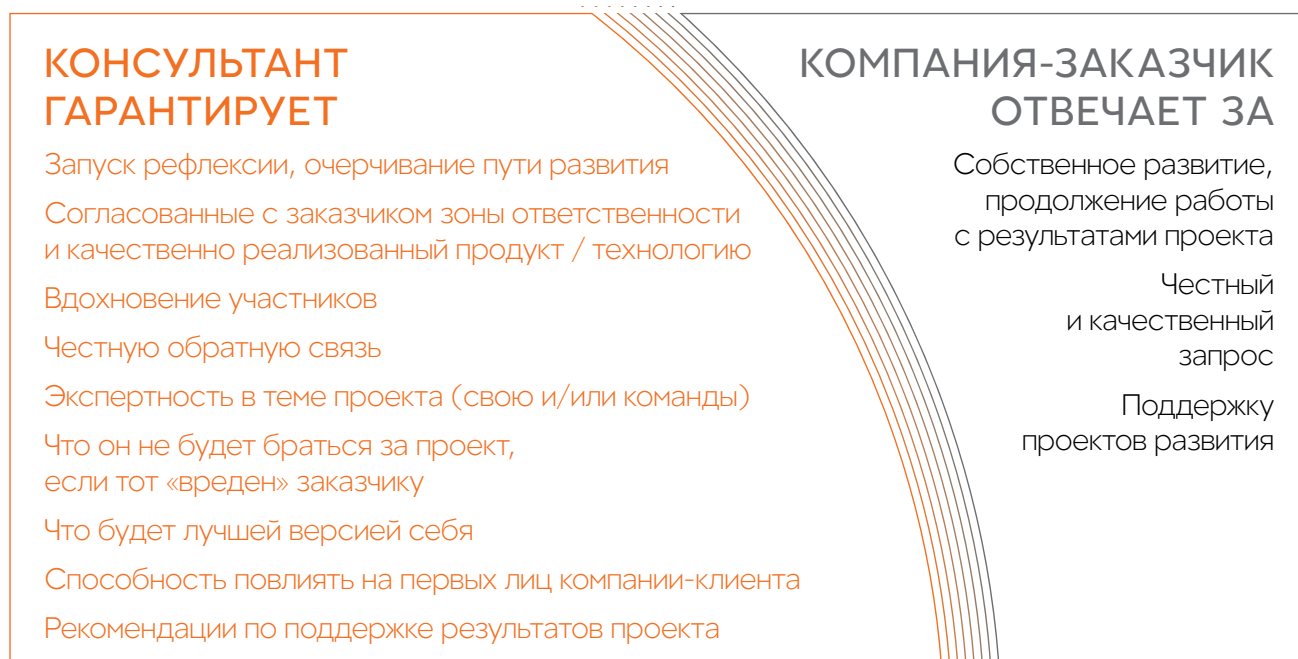 КОНСУЛЬТАНТ
ГАРАНТИРУЕТ
Запуск рефлексии, очерчивание пути развития
Согласованные с заказчиком зоны ответственности
и качественно реализованный продукт / технологию
Вдохновение участников
Честную обратную связь
Экспертность в теме проекта (свою и/или команды)
Что он не будет браться за проект,
если тот «вреден» заказчику
Что будет лучшей версией себя
Способность повлиять на первых лиц компании-клиента
Рекомендации по поддержке результатов проекта
КОМПАНИЯ-ЗАКАЗЧИК
ОТВЕЧАЕТ ЗА
Собственное развитие,
продолжение работы
с результатами проекта
Честный
и качественный
запрос
Поддержку
проектов развития